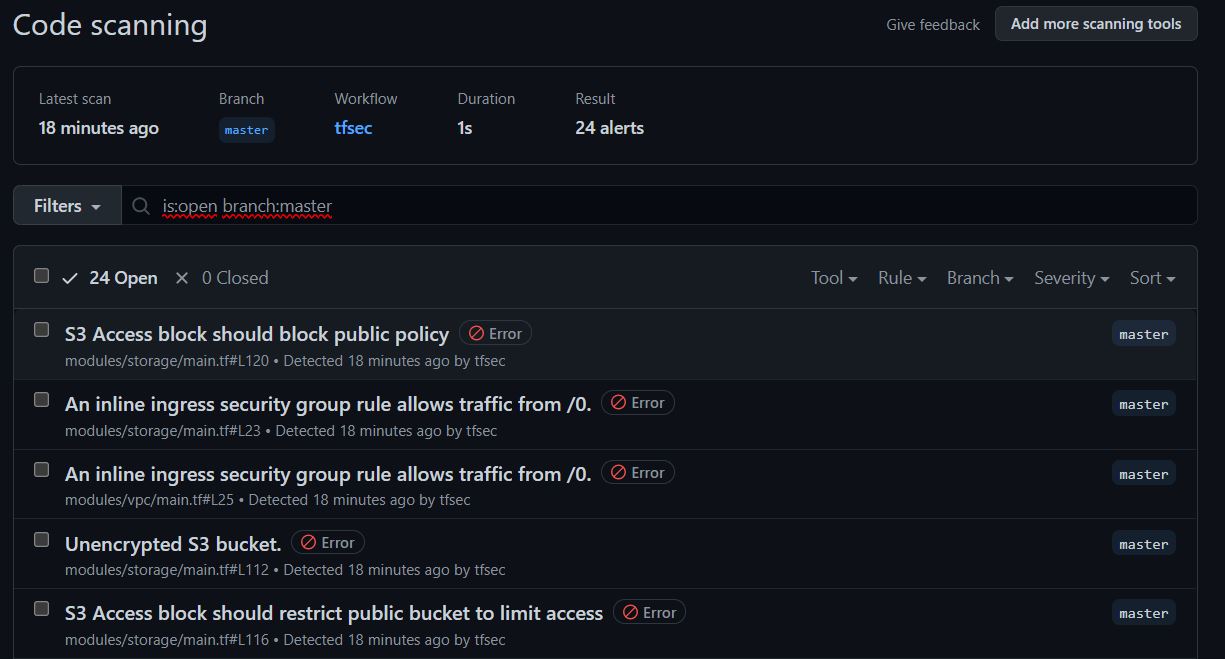 Code scanning
Give feedback
Add more scanning tools
Latest scan
Branch
Workflow
Duration
Result
18 minutes ago
master
tfsec
1s
24 alerts
Filters
is:open branch:master
24 Open
0 Closed
Tool
Rule
Branch
Severity
Sort
S3 Access block should block public policy
Error
master
modules/storage/main.tf#L120 • Detected 18 minutes ago by tfsec
An inline ingress security group rule allows traffic from /0.
Error
master
modules/storage/main.tf#L23 • Detected 18 minutes ago by tfsec
An inline ingress security group rule allows traffic from /0.
Error
master
modules/vpc/main.tf#L25 • Detected 18 minutes ago by tfsec
Unencrypted S3 bucket.
Error
master
modules/storage/main.tf#L112 • Detected 18 minutes ago by tfsec
S3 Access block should restrict public bucket to limit access
Error
master
modules/storage/main.tf#L116 • Detected 18 minutes ago by tfsec